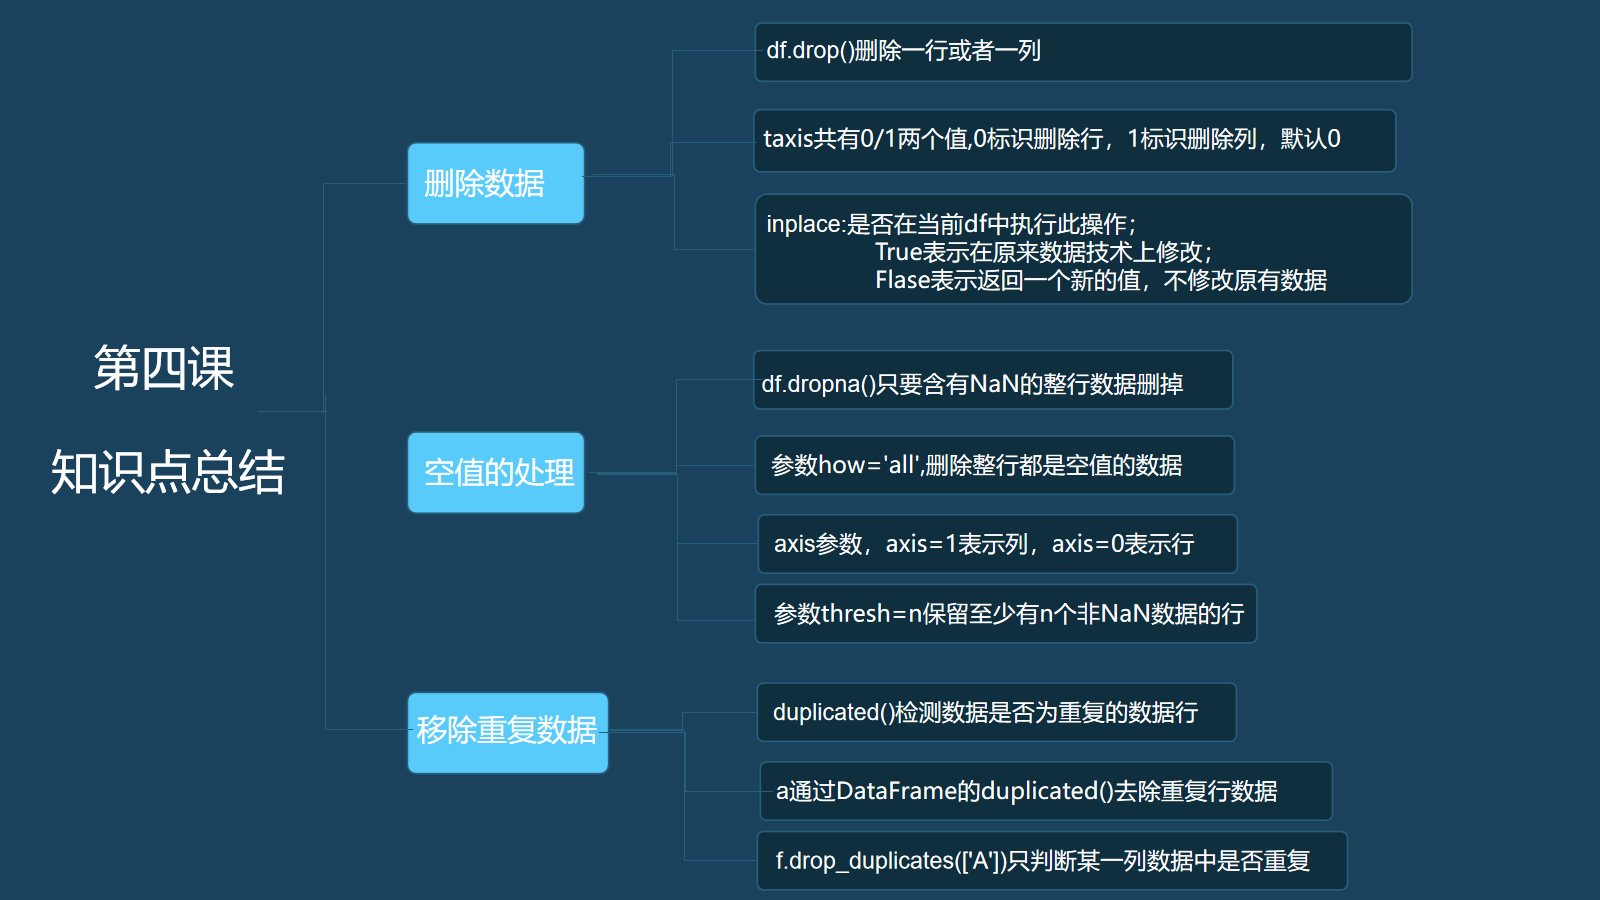 第四课
知识点总结
删除数据
df.drop()删除一行或者一列
taxis共有0/1两个值,0标识删除行，1标识删除列，默认0
inplace:是否在当前df中执行此操作；
True表示在原来数据技术上修改；
Flase表示返回一个新的值，不修改原有数据
空值的处理
df.dropna()只要含有NaN的整行数据删掉
参数how='all',删除整行都是空值的数据
axis参数，axis=1表示列，axis=0表示行
参数thresh=n保留至少有n个非NaN数据的行
移除重复数据
duplicated()检测数据是否为重复的数据行
a通过DataFrame的duplicated()去除重复行数据
f.drop_duplicates(['A'])只判断某一列数据中是否重复